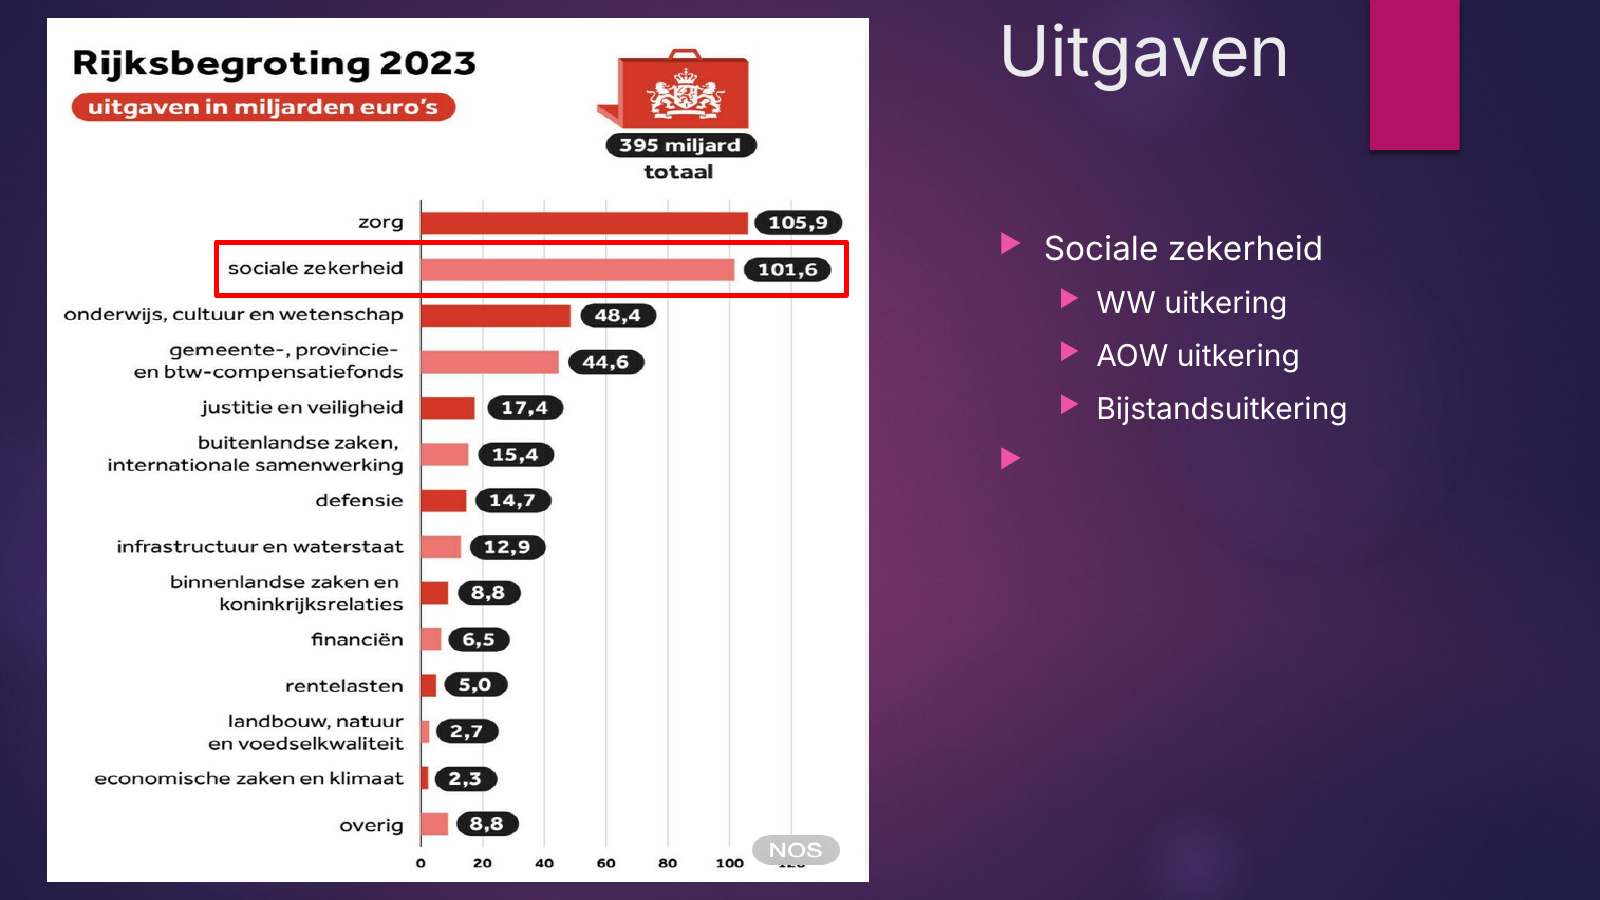 Uitgaven
Rijksbegroting 2023
uitgaven in miljarden euro's
395 miljard
totaal
zorg 105,9
sociale zekerheid 101,6
onderwijs, cultuur en wetenschap 48,4
gemeente-, provincie-
en btw-compensatiefonds 44,6
justitie en veiligheid 17,4
buitenlandse zaken,
internationale samenwerking 15,4
defensie 14,7
infrastructuur en waterstaat 12,9
binnenlandse zaken en
koninkrijksrelaties 8,8
financiën 6,5
rentelasten 5,0
landbouw, natuur
en voedselkwaliteit 2,7
economische zaken en klimaat 2,3
overig 8,8
NOS
0 20 40 60 80 100
Sociale zekerheid
WW uitkering
AOW uitkering
Bijstandsuitkering